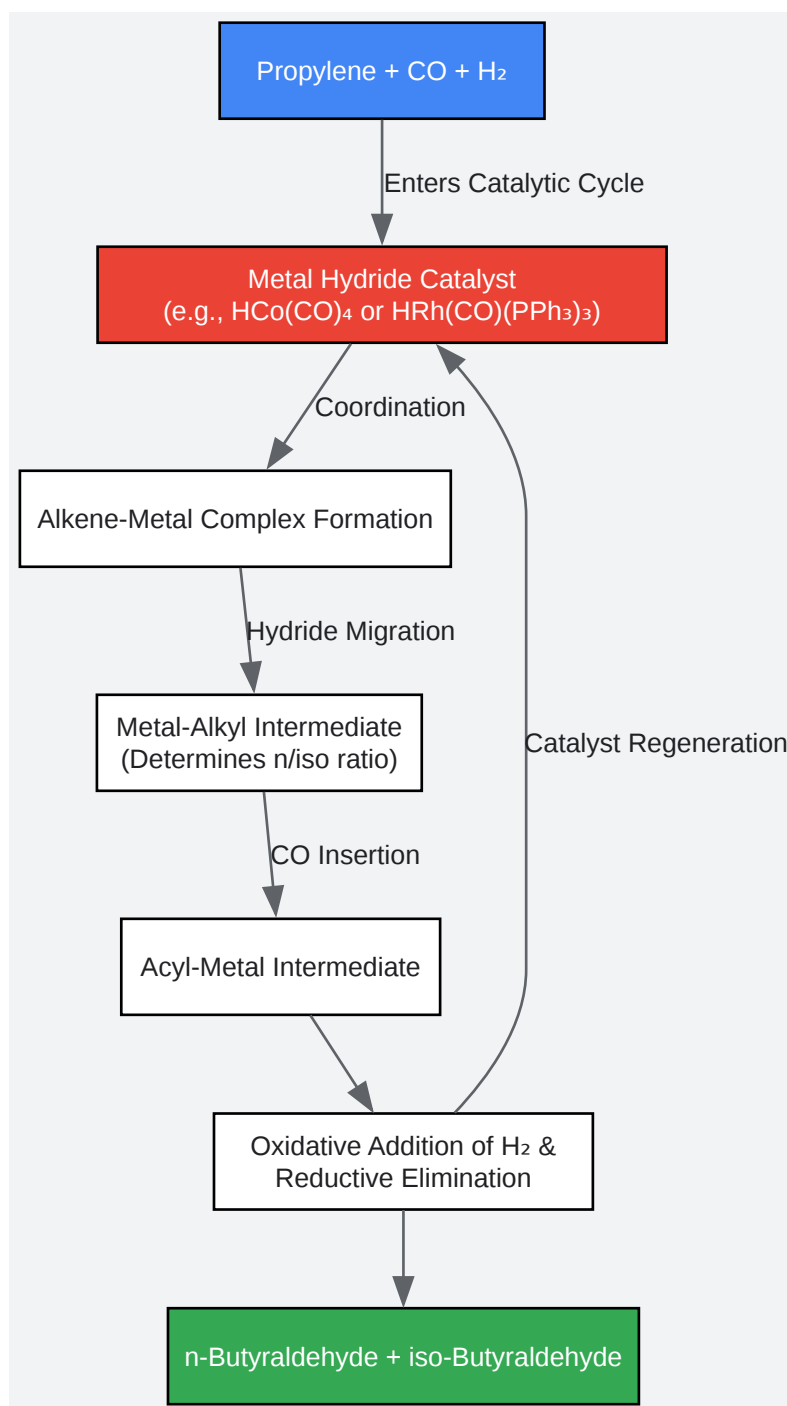 Propylene + CO + H₂
Enters Catalytic Cycle
Metal Hydride Catalyst
(e.g., HCo(CO)₄ or HRh(CO)(PPh₃)₃)
Coordination
Alkene-Metal Complex Formation
Hydride Migration
Metal-Alkyl Intermediate
(Determines n/iso ratio)
Catalyst Regeneration
CO Insertion
Acyl-Metal Intermediate
Oxidative Addition of H₂ &
Reductive Elimination
n-Butyraldehyde + iso-Butyraldehyde